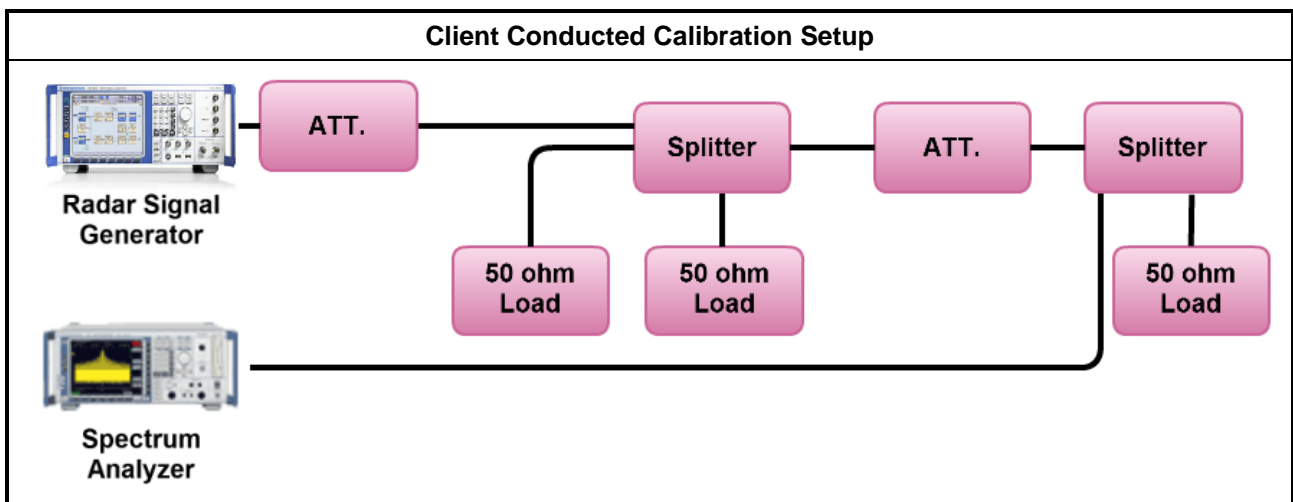 Client Conducted Calibration Setup
ATT.
Splitter
ATT.
Splitter
Radar Signal
Generator
50 ohm
Load
50 ohm
Load
50 ohm
Load
Spectrum
Analyzer